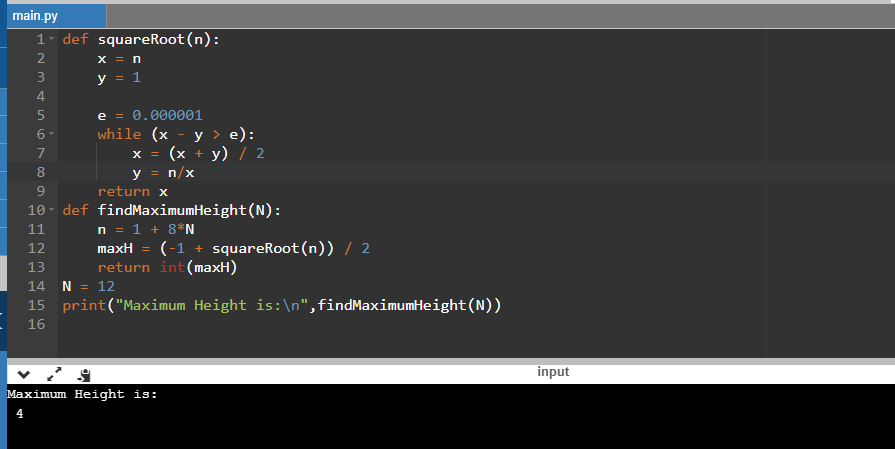 main.py
1 def squareRoot(n):
2     x = n
3     y = 1
4
5     e = 0.000001
6     while (x - y > e):
7         x = (x + y) / 2
8         y = n/x
9     return x
10 def findMaximumHeight(N):
11     n = 1 + 8*N
12     maxH = (-1 + squareRoot(n)) / 2
13     return int(maxH)
14 N = 12
15 print("Maximum Height is:\n",findMaximumHeight(N))
16
input
Maximum Height is:
 4